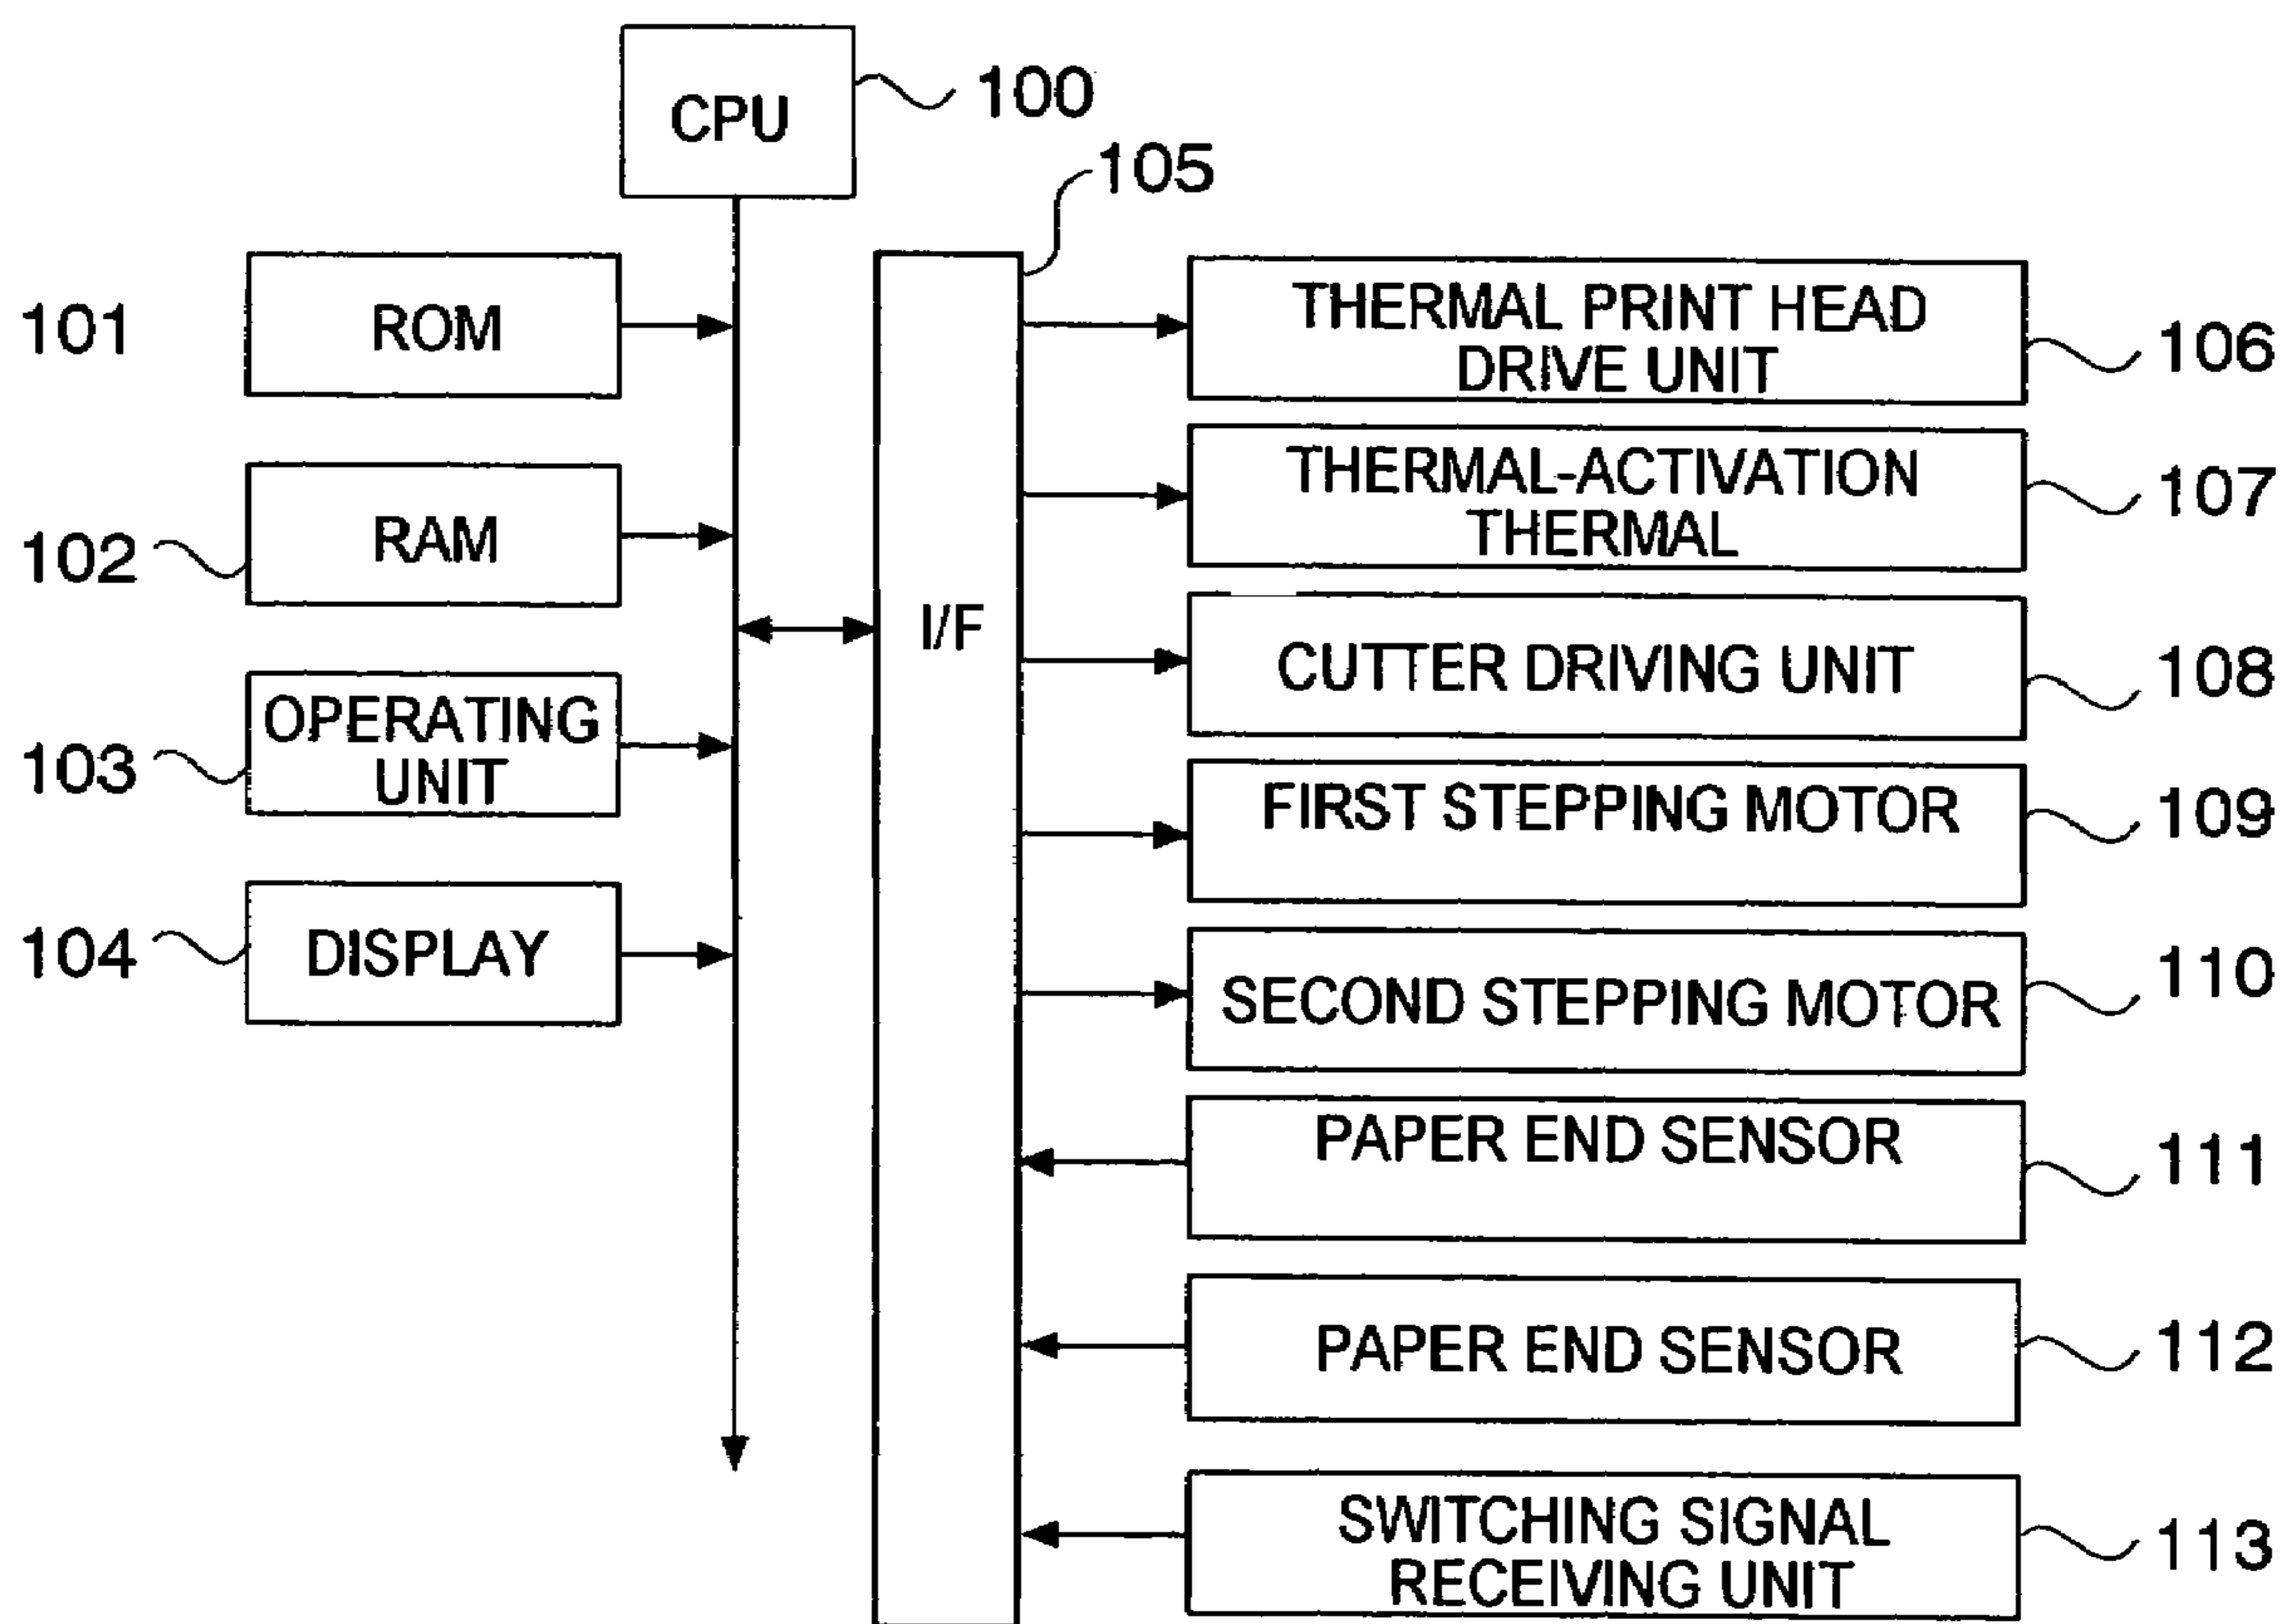 CPU
100
105
101
ROM
THERMAL PRINT HEAD
DRIVE UNIT
106
102
RAM
THERMAL-ACTIVATION
THERMAL
107
I/F
CUTTER DRIVING UNIT
108
103
OPERATING
UNIT
FIRST STEPPING MOTOR
109
104
DISPLAY
SECOND STEPPING MOTOR
110
PAPER END SENSOR
111
PAPER END SENSOR
112
SWITCHING SIGNAL
RECEIVING UNIT
113